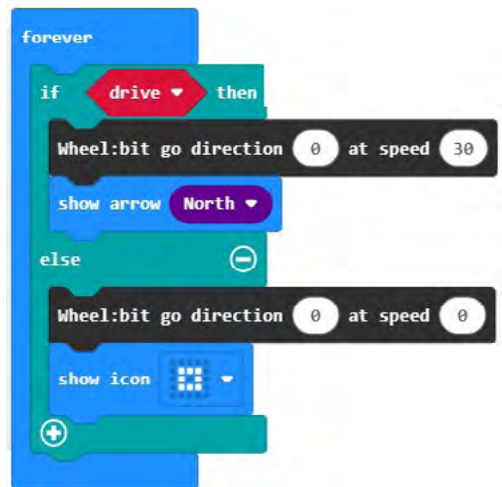 forever
if drive then
Wheel:bit go direction 0 at speed 30
show arrow North
else
Wheel:bit go direction 0 at speed 0
show icon